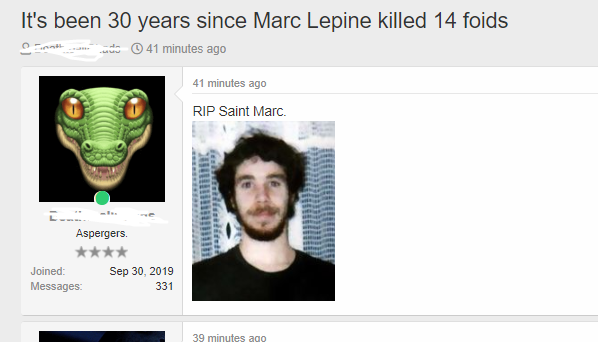 It's been 30 years since Marc Lepine killed 14 foids
41 minutes ago
41 minutes ago
RIP Saint Marc.
Aspergers.
Joined: Sep 30, 2019
Messages: 331
39 minutes ago